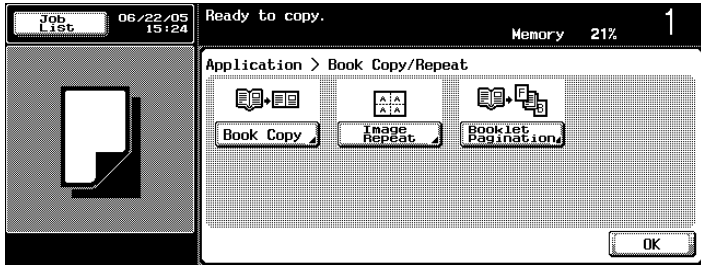 Job
List
06/22/05
15:24
Ready to copy.
Memory 21%
1
Application > Book Copy/Repeat
A A
A A
F
B
Book Copy
Image
Repeat
Booklet
Pagination
OK